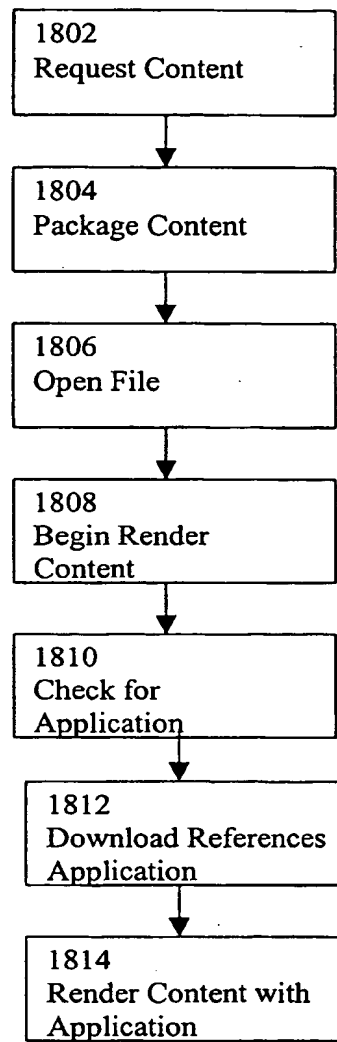 1802
Request Content
1804
Package Content
1806
Open File
1808
Begin Render
Content
1810
Check for
Application
1812
Download References
Application
1814
Render Content with
Application